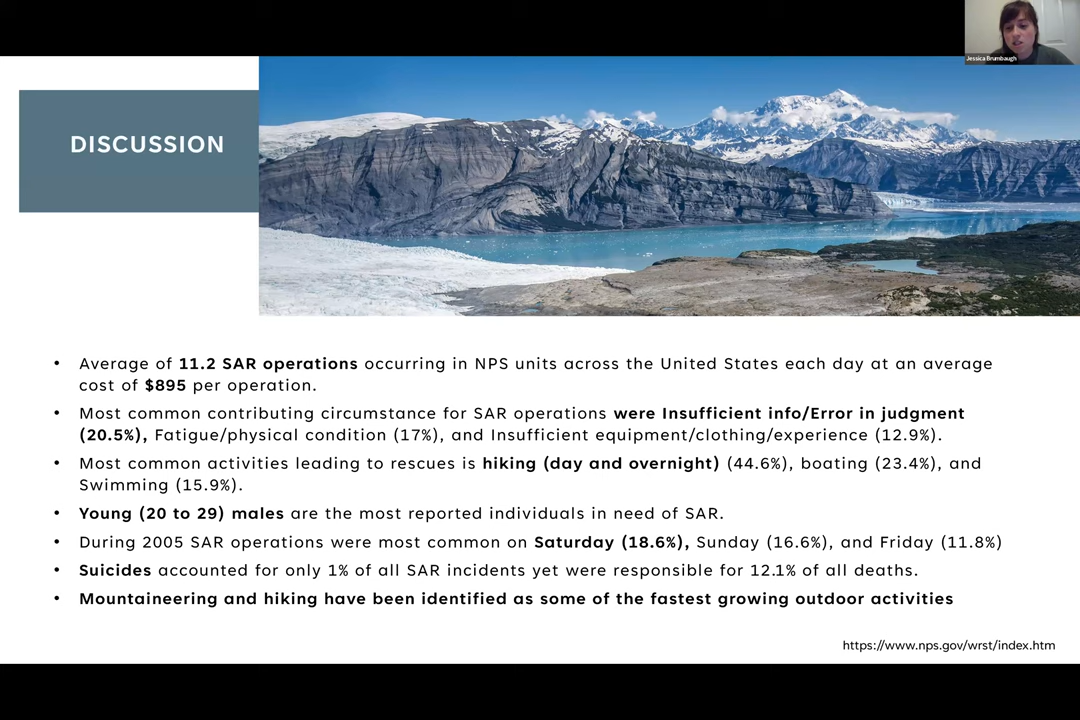 Jessica Brumbaugh
DISCUSSION
• Average of 11.2 SAR operations occurring in NPS units across the United States each day at an average
cost of $895 per operation.
• Most common contributing circumstance for SAR operations were Insufficient info/Error in judgment
(20.5%), Fatigue/physical condition (17%), and Insufficient equipment/clothing/experience (12.9%).
• Most common activities leading to rescues is hiking (day and overnight) (44.6%), boating (23.4%), and
Swimming (15.9%).
• Young (20 to 29) males are the most reported individuals in need of SAR.
• During 2005 SAR operations were most common on Saturday (18.6%), Sunday (16.6%), and Friday (11.8%)
• Suicides accounted for only 1% of all SAR incidents yet were responsible for 12.1% of all deaths.
• Mountaineering and hiking have been identified as some of the fastest growing outdoor activities
https://www.nps.gov/wrst/index.htm